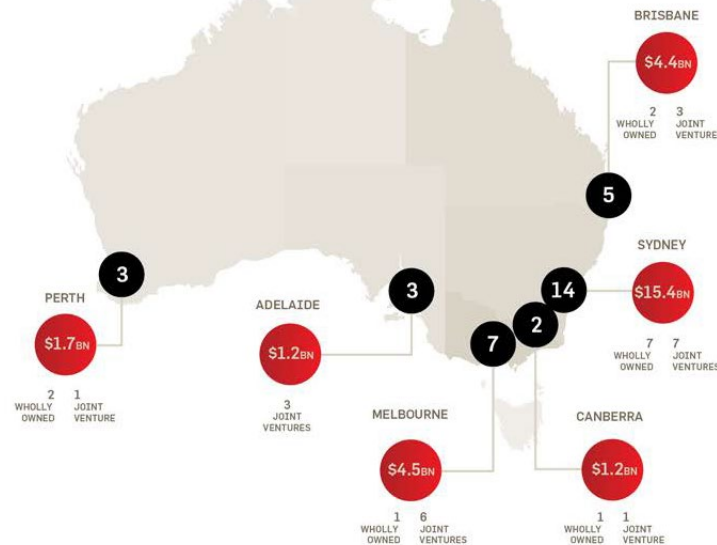 BRISBANE
$4.4BN
2 3
WHOLLY JOINT
OWNED VENTURE
5
SYDNEY
$15.4BN
14
7 7
WHOLLY JOINT
OWNED VENTURES
3
PERTH
$1.7BN
2 1
WHOLLY JOINT
OWNED VENTURE
3
ADELAIDE
$1.2BN
3
JOINT
VENTURES
7
MELBOURNE
$4.5BN
1 6
WHOLLY JOINT
OWNED VENTURES
2
CANBERRA
$1.2BN
1 1
WHOLLY JOINT
OWNED VENTURE